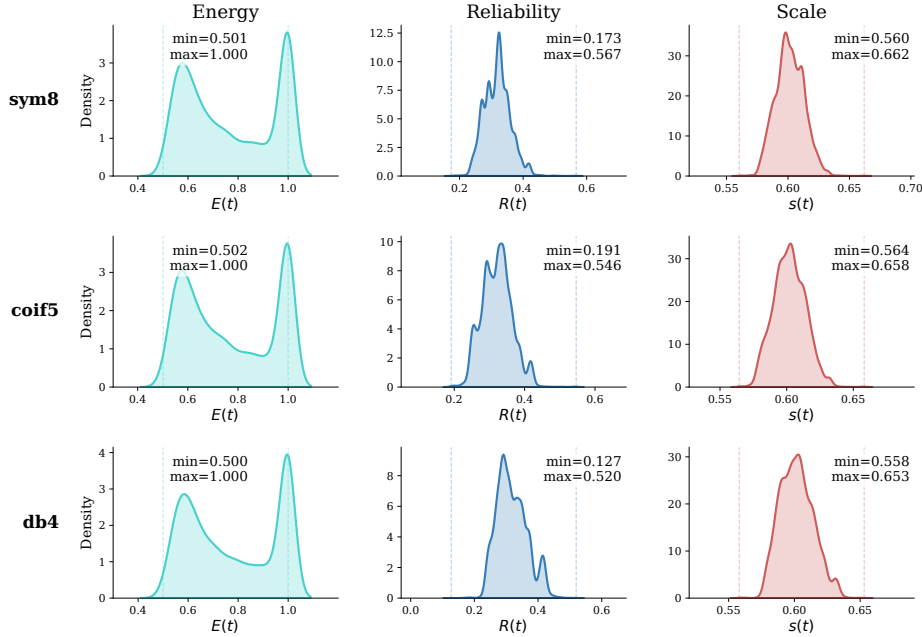 Energy
Reliability
Scale
sym8
Density
3
2
1
0
min=0.501
max=1.000
0.4 0.6 0.8 1.0
E(t)
12.5
10.0
7.5
5.0
2.5
0.0
min=0.173
max=0.567
0.2 0.4 0.6
R(t)
30
20
10
0
min=0.560
max=0.662
0.55 0.60 0.65 0.70
s(t)
coif5
Density
3
2
1
0
min=0.502
max=1.000
0.4 0.6 0.8 1.0
E(t)
10
8
6
4
2
0
min=0.191
max=0.546
0.2 0.4 0.6
R(t)
30
20
10
0
min=0.564
max=0.658
0.55 0.60 0.65
s(t)
db4
Density
4
3
2
1
0
min=0.500
max=1.000
0.4 0.6 0.8 1.0
E(t)
8
6
4
2
0
min=0.127
max=0.520
0.0 0.2 0.4 0.6
R(t)
30
20
10
0
min=0.558
max=0.653
0.50 0.55 0.60 0.65
s(t)